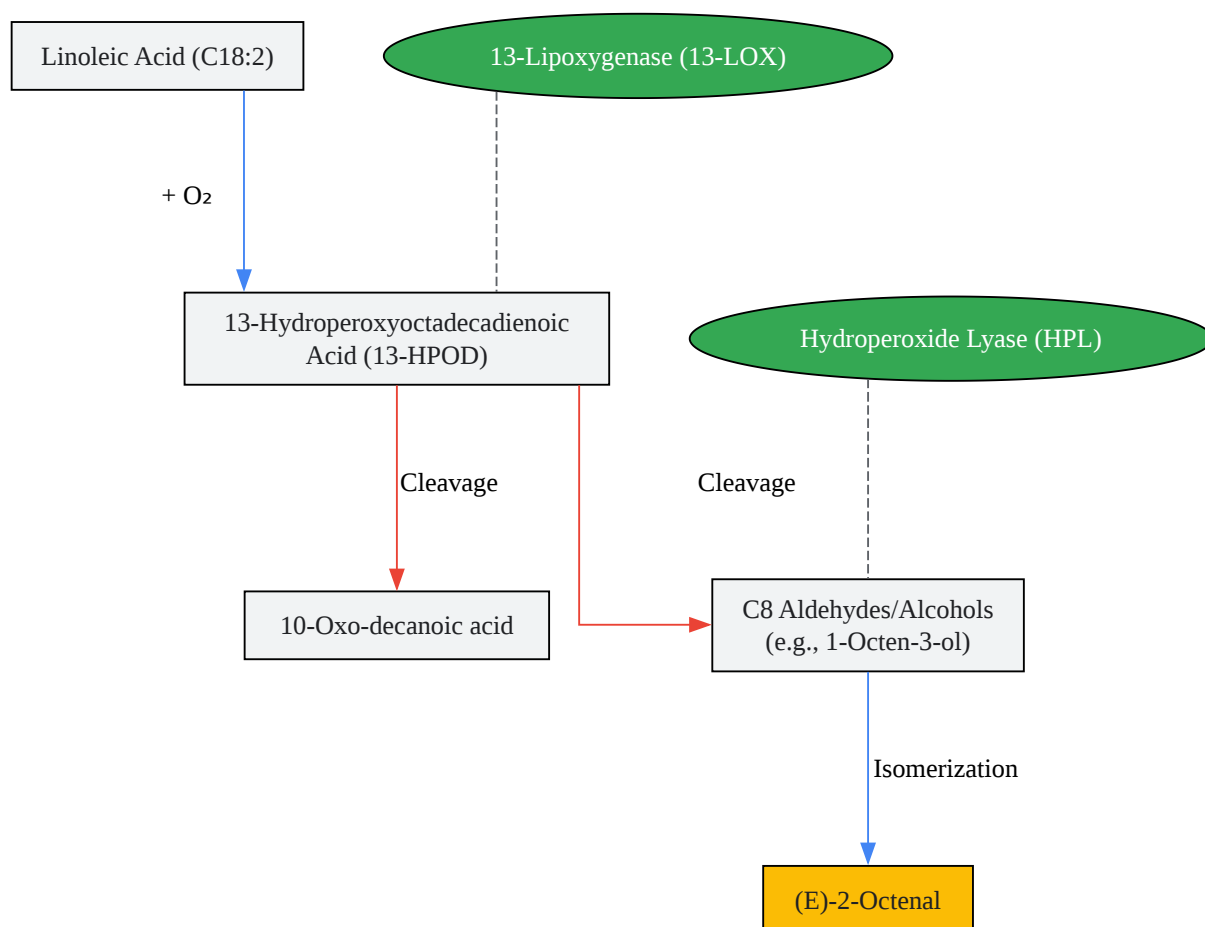 Linoleic Acid (C18:2)
13-Lipoxygenase (13-LOX)
+ O₂
13-Hydroperoxyoctadecadienoic
Acid (13-HPOD)
Hydroperoxide Lyase (HPL)
Cleavage
Cleavage
10-Oxo-decanoic acid
C8 Aldehydes/Alcohols
(e.g., 1-Octen-3-ol)
Isomerization
(E)-2-Octenal